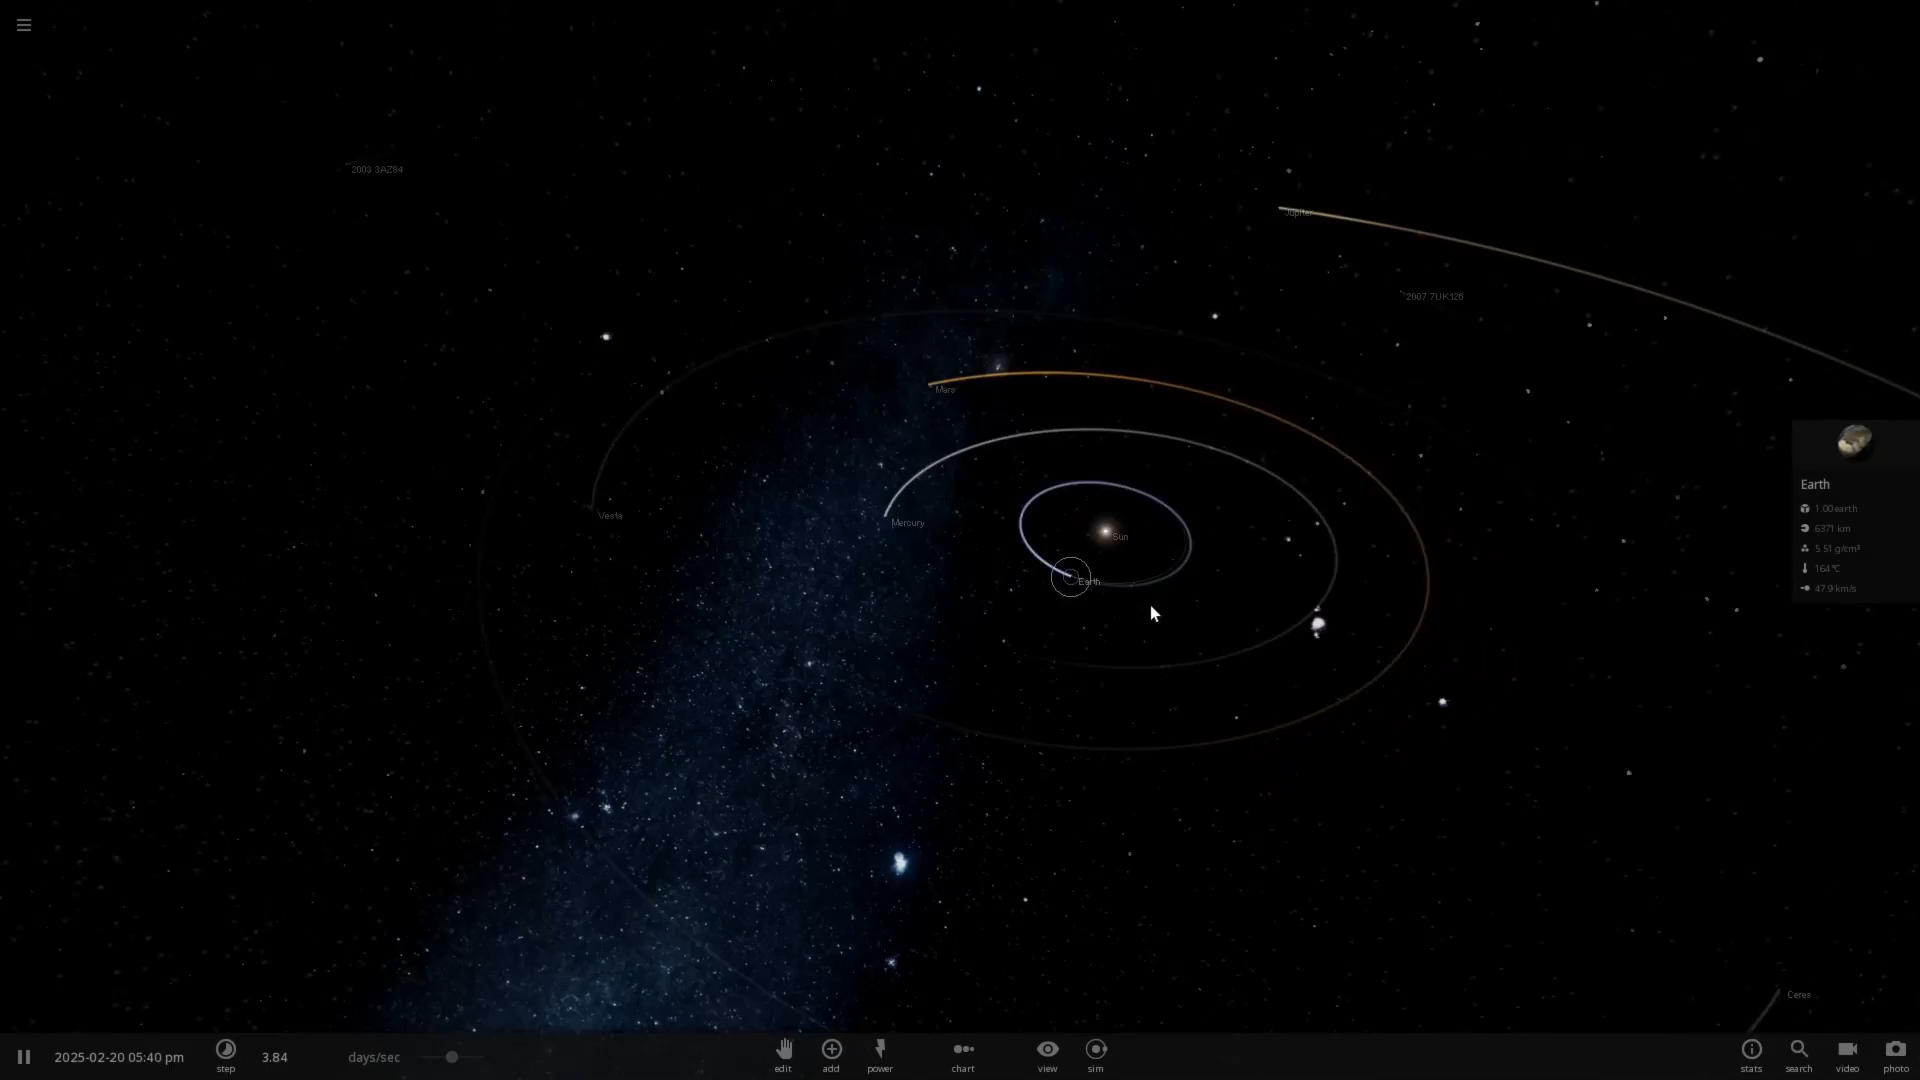 2003 3AZ84
Jupiter
2007 7UK126
Mars
Vesta
Mercury
Sun
Earth
Earth
1.00 earth
6371 km
5.51 g/cm³
164 °C
47.9 km/s
Ceres
2025-02-20 05:40 pm
step
3.84
days/sec
edit
add
power
chart
view
sim
stats
search
video
photo